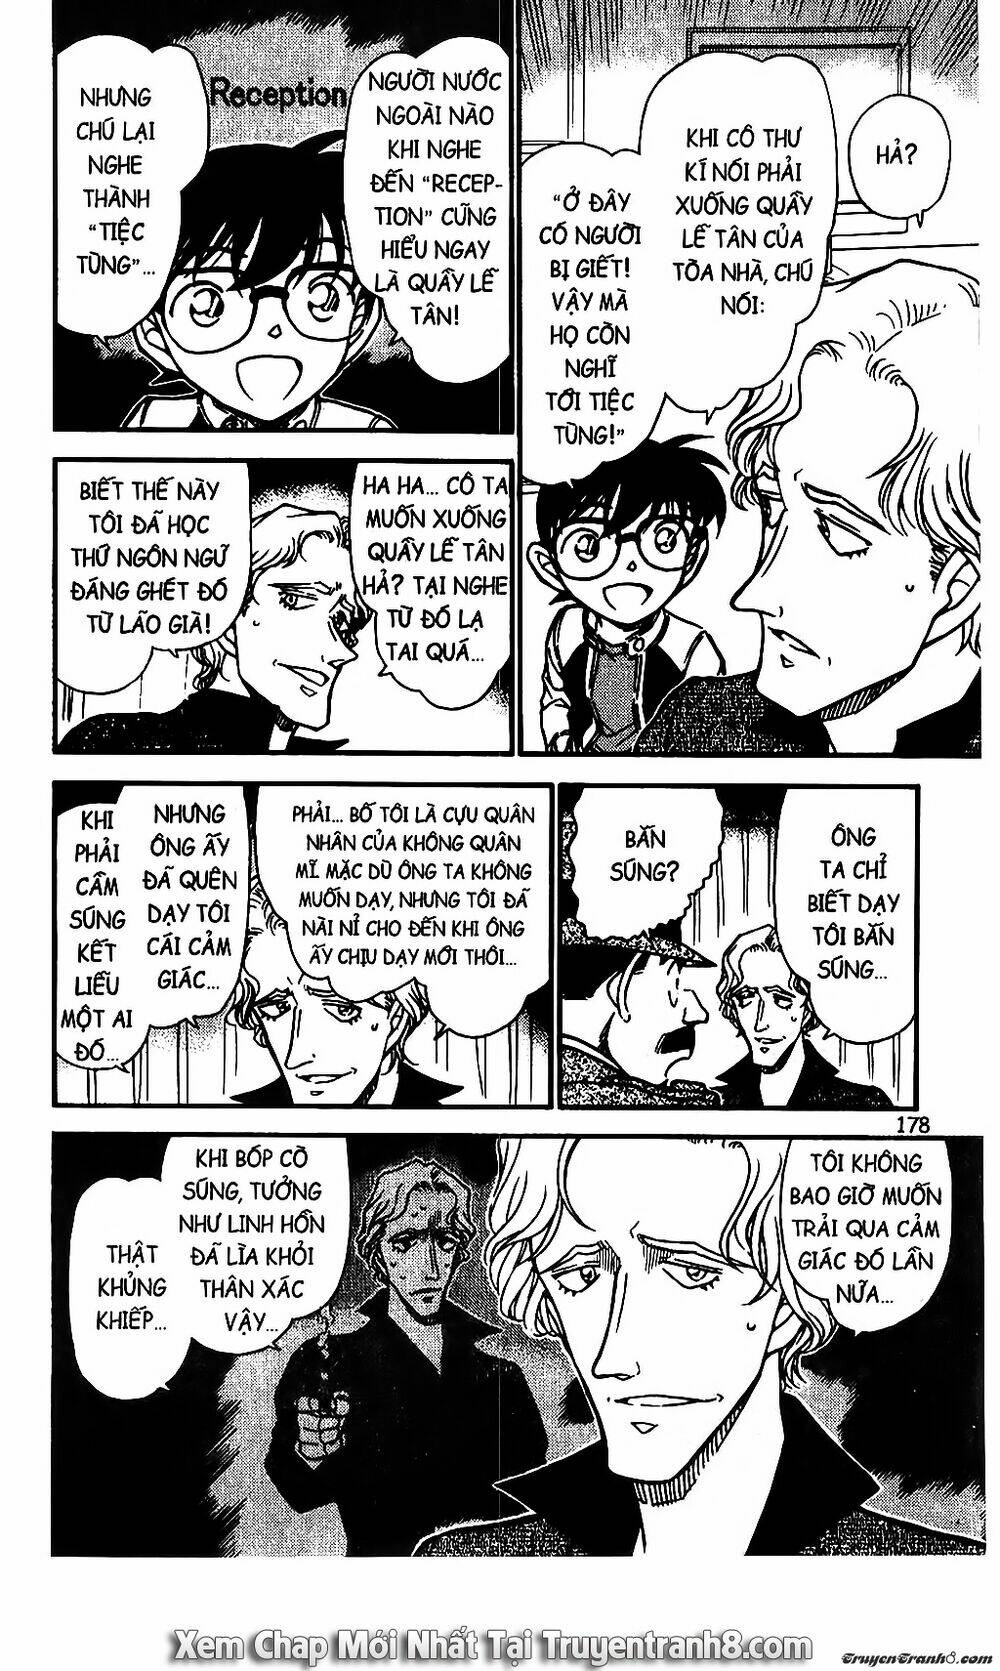 HẢ?
KHI CÔ THƯ
KÍ NÓI PHẢI
XUỐNG QUẦY
LỄ TÂN CỦA
TÒA NHÀ, CHÚ
NÓI:
"Ở ĐÂY
CÓ NGƯỜI
BỊ GIẾT!
VẬY MÀ
HỌ CÒN
NGHĨ
TỚI TIỆC
TÙNG!"
Reception
NGƯỜI NƯỚC
NGOÀI NÀO
KHI NGHE
ĐẾN "RECEP-
TION" CŨNG
HIỂU NGAY
LÀ QUẦY LỄ
TÂN!
NHƯNG
CHÚ LẠI
NGHE
THÀNH
"TIỆC
TÙNG"...
HA HA... CÔ TA
MUỐN XUỐNG
QUẦY LỄ TÂN
HẢ? TẠI NGHE
TỪ ĐÓ LẠ
TAI QUÁ...
BIẾT THẾ NÀY
TÔI ĐÃ HỌC
THỨ NGÔN NGỮ
ĐÁNG GHÉT ĐÓ
TỪ LÃO GIÀ!
ÔNG
TA CHỈ
BIẾT DẠY
TÔI BẮN
SÚNG...
BẮN
SÚNG?
PHẢI... BỐ TÔI LÀ CỰU QUÂN
NHÂN CỦA KHÔNG QUÂN
MĨ MẶC DÙ ÔNG TA KHÔNG
MUỐN DẠY, NHƯNG TÔI ĐÃ
NÀI NỈ CHO ĐẾN KHI ÔNG
ẤY CHỊU DẠY MỚI THÔI...
NHƯNG
ÔNG ẤY
ĐÃ QUÊN
DẠY TÔI
CÁI CẢM
GIÁC...
KHI
PHẢI
CẦM
SÚNG
KẾT
LIỄU
MỘT AI
ĐÓ...
178
TÔI KHÔNG
BAO GIỜ MUỐN
TRẢI QUA CẢM
GIÁC ĐÓ LẦN
NỮA...
KHI BÓP CÒ
SÚNG, TƯỞNG
NHƯ LINH HỒN
ĐÃ LÌA KHỎI
THÂN XÁC
VẬY...
THẬT
KHỦNG
KHIẾP...
Xem Chap Mới Nhất Tại Truyentranh8.com
TruyenTranh8.com